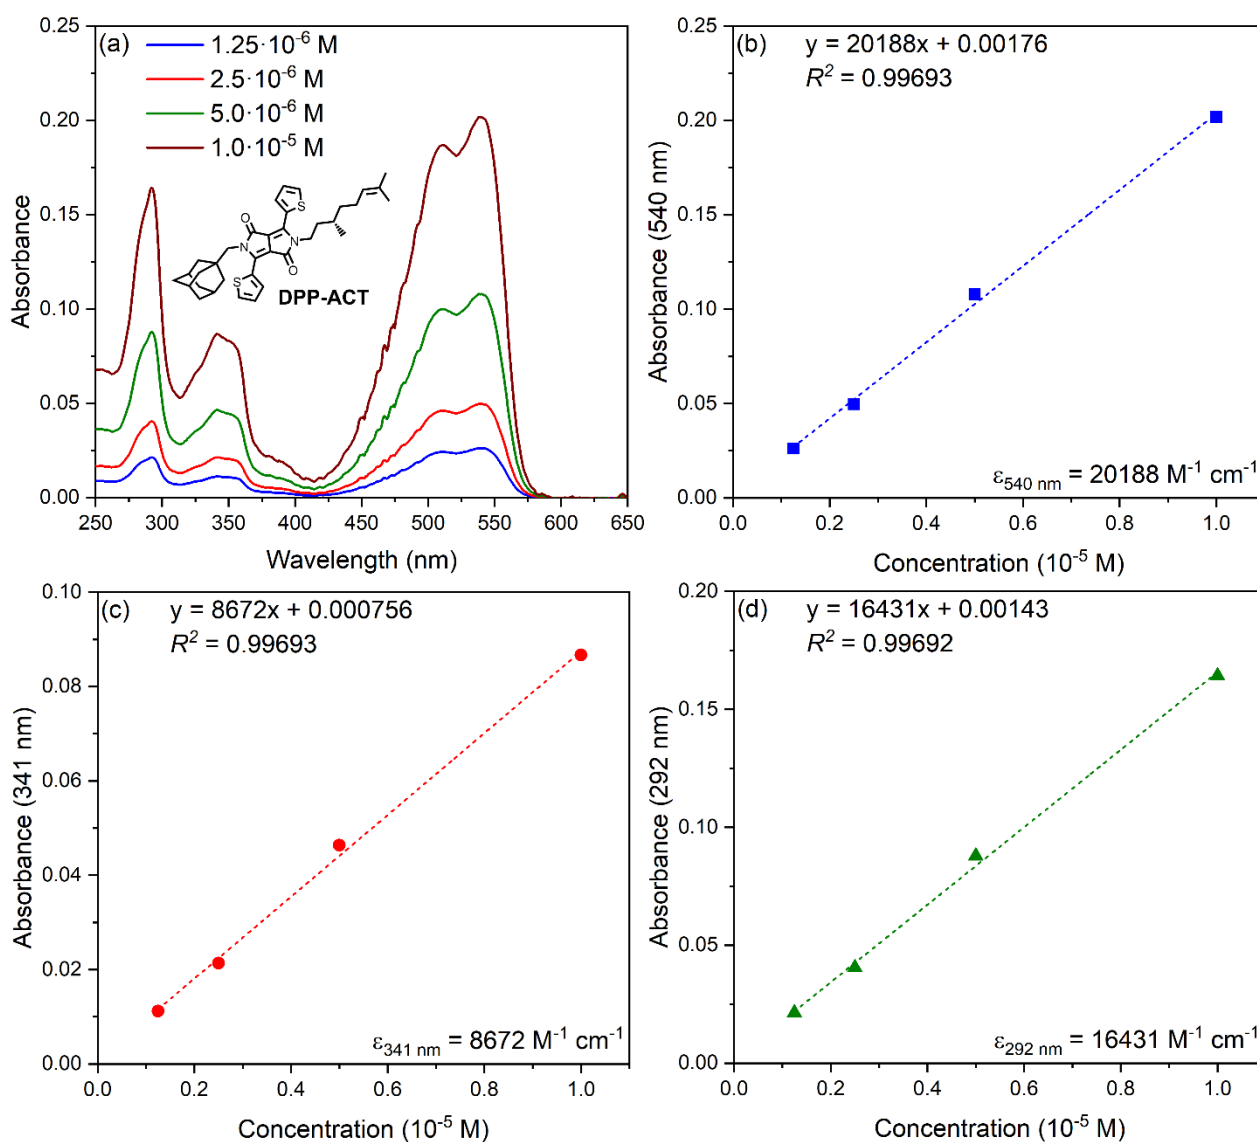 (a)
1.25·10⁻⁶ M
2.5·10⁻⁶ M
5.0·10⁻⁶ M
1.0·10⁻⁵ M
O
S
N
N
S
O
DPP-ACT
0.25
0.20
0.15
0.10
0.05
0.00
Absorbance
250 300 350 400 450 500 550 600 650
Wavelength (nm)
(b)
y = 20188x + 0.00176
R² = 0.99693
0.25
0.20
0.15
0.10
0.05
0.00
Absorbance (540 nm)
ε₅₄₀ ₙₘ = 20188 M⁻¹ cm⁻¹
0.0 0.2 0.4 0.6 0.8 1.0
Concentration (10⁻⁵ M)
(c)
y = 8672x + 0.000756
R² = 0.99693
0.10
0.08
0.06
0.04
0.02
0.00
Absorbance (341 nm)
ε₃₄₁ ₙₘ = 8672 M⁻¹ cm⁻¹
0.0 0.2 0.4 0.6 0.8 1.0
Concentration (10⁻⁵ M)
(d)
y = 16431x + 0.00143
R² = 0.99692
0.20
0.15
0.10
0.05
0.00
Absorbance (292 nm)
ε₂₉₂ ₙₘ = 16431 M⁻¹ cm⁻¹
0.0 0.2 0.4 0.6 0.8 1.0
Concentration (10⁻⁵ M)